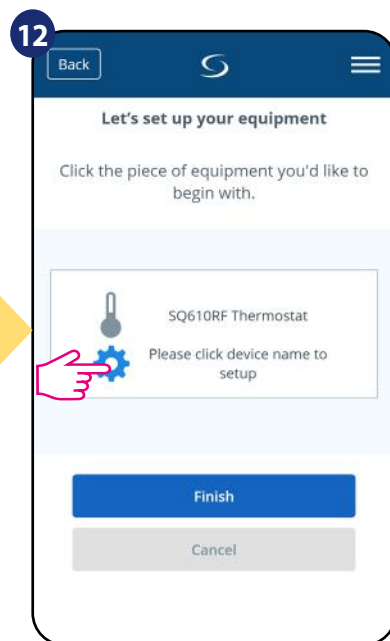 12
Back
Let's set up your equipment
Click the piece of equipment you'd like to
begin with.
SQ610RF Thermostat
Please click device name to
setup
Finish
Cancel